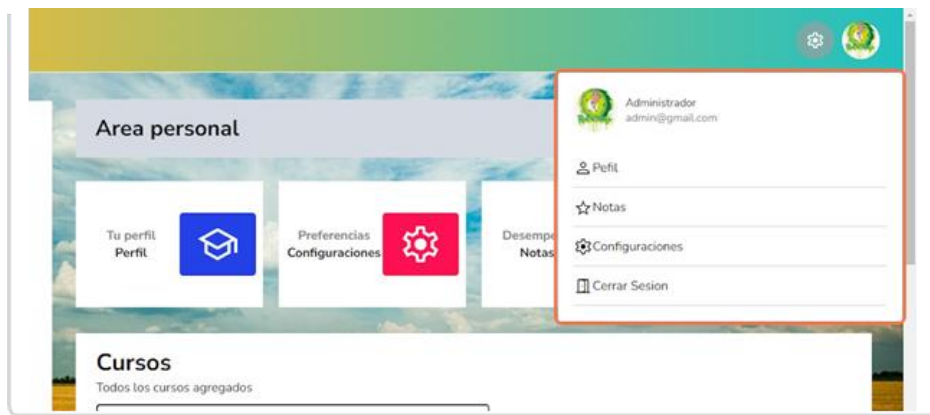 Administrador
admin@gmail.com
Area personal
Pefil
Notas
Tu perfil
Perfil
Preferencias
Configuraciones
Notas
Configuraciones
Cerrar Sesion
Cursos
Todos los cursos agregados